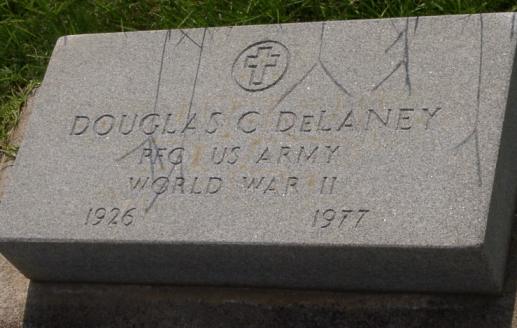 DOUGLAS C DeLANEY
PFC US ARMY
WORLD WAR II
1926 1977